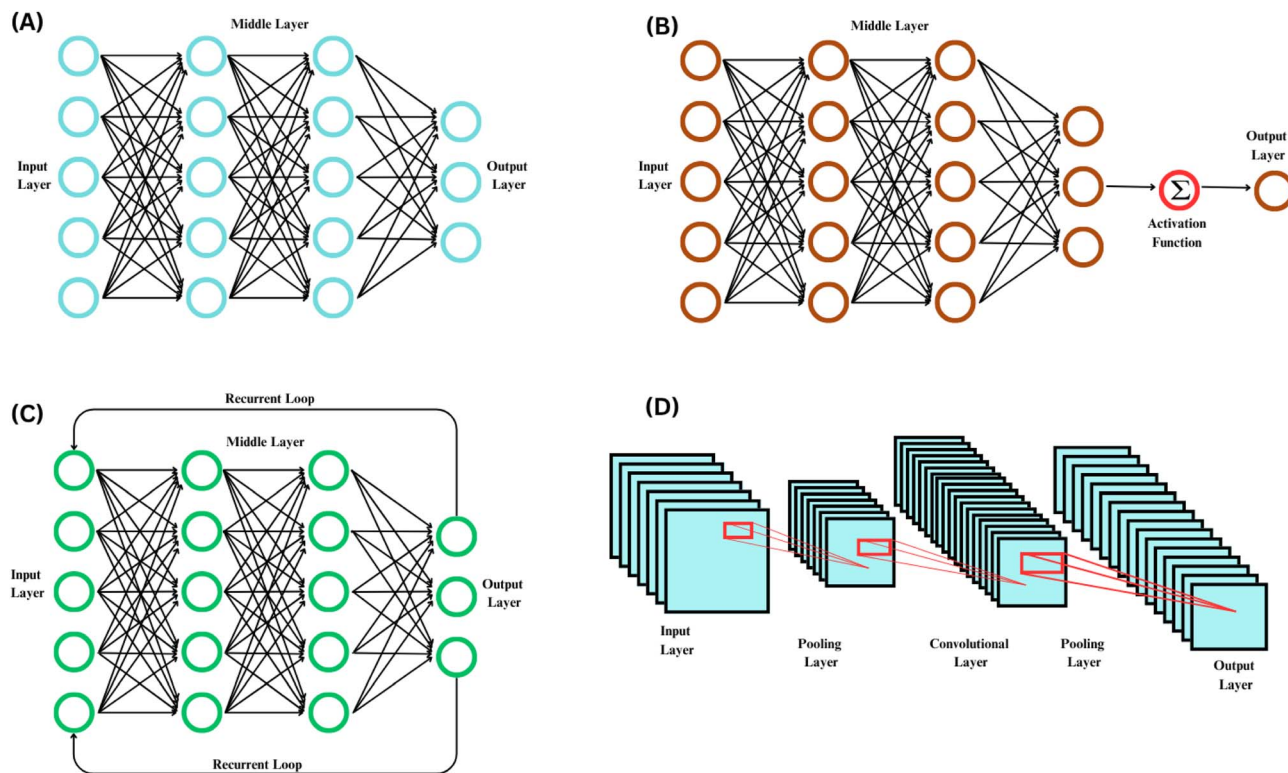 (A)
Middle Layer
Input
Layer
Output
Layer
(B)
Middle Layer
Input
Layer
Output
Layer
Σ
Activation
Function
(C)
Recurrent Loop
Middle Layer
Input
Layer
Output
Layer
Recurrent Loop
(D)
Input
Layer
Pooling
Layer
Convolutional
Layer
Pooling
Layer
Output
Layer